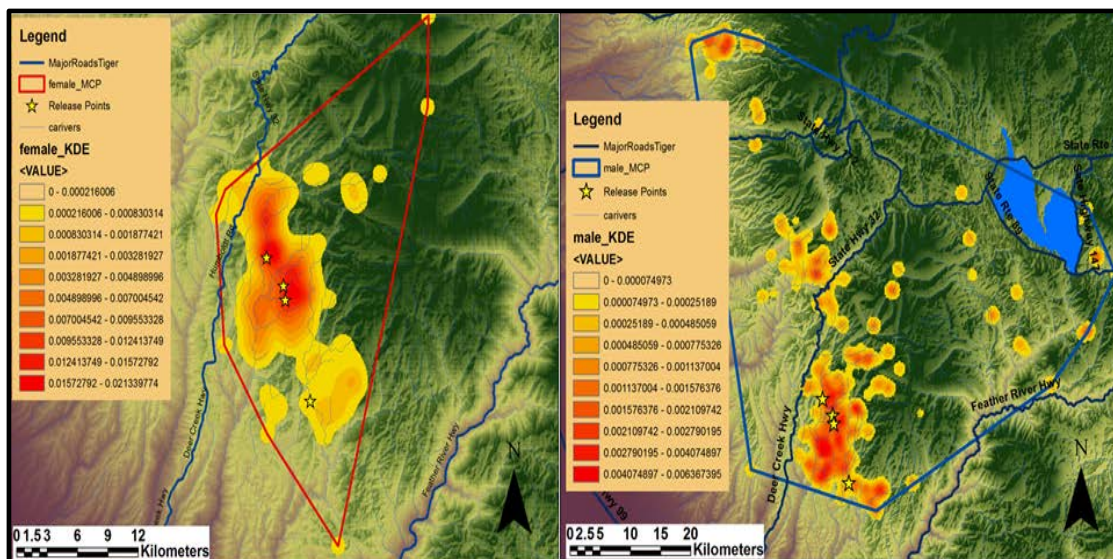 Legend
MajorRoadsTiger
female_MCP
Release Points
carivers
female_KDE
<VALUE>
0 - 0.000216006
0.000216006 - 0.000830314
0.000830314 - 0.001877421
0.001877421 - 0.003281927
0.003281927 - 0.004898996
0.004898996 - 0.007004542
0.007004542 - 0.009553328
0.009553328 - 0.012413749
0.012413749 - 0.01572792
0.01572792 - 0.021339774
Deer Creek Hwy
Feather River Hwy
N
0 1.5 3 6 9 12
Kilometers
Legend
MajorRoadsTiger
male_MCP
Release Points
carivers
male_KDE
<VALUE>
0 - 0.000074973
0.000074973 - 0.00025189
0.00025189 - 0.000485059
0.000485059 - 0.000775326
0.000775326 - 0.001137004
0.001137004 - 0.001576376
0.001576376 - 0.002109742
0.002109742 - 0.002790195
0.002790195 - 0.004074897
0.004074897 - 0.006367395
State Hwy 32
State Rte 89
State Rte
State Highway 147
Deer Creek Hwy
Feather River Hwy
wy 99
N
0 2.5 5 10 15 20
Kilometers